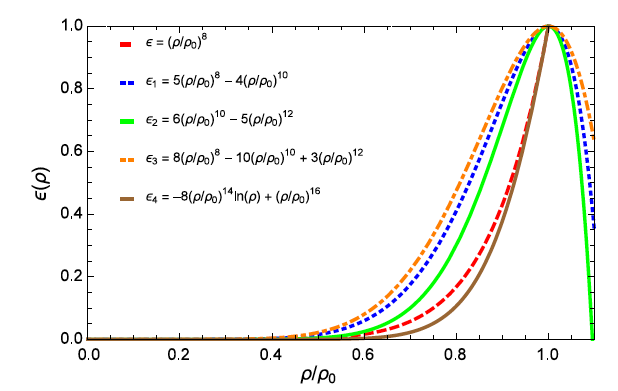 1.0
0.8
0.6
0.4
0.2
0.0
ϵ(ρ)
ϵ = (ρ/ρ₀)⁸
ϵ₁ = 5(ρ/ρ₀)⁸ − 4(ρ/ρ₀)¹⁰
ϵ₂ = 6(ρ/ρ₀)¹⁰ − 5(ρ/ρ₀)¹²
ϵ₃ = 8(ρ/ρ₀)⁸ − 10(ρ/ρ₀)¹⁰ + 3(ρ/ρ₀)¹²
ϵ₄ = −8(ρ/ρ₀)¹⁴ln(ρ) + (ρ/ρ₀)¹⁶
0.0 0.2 0.4 0.6 0.8 1.0
ρ/ρ₀